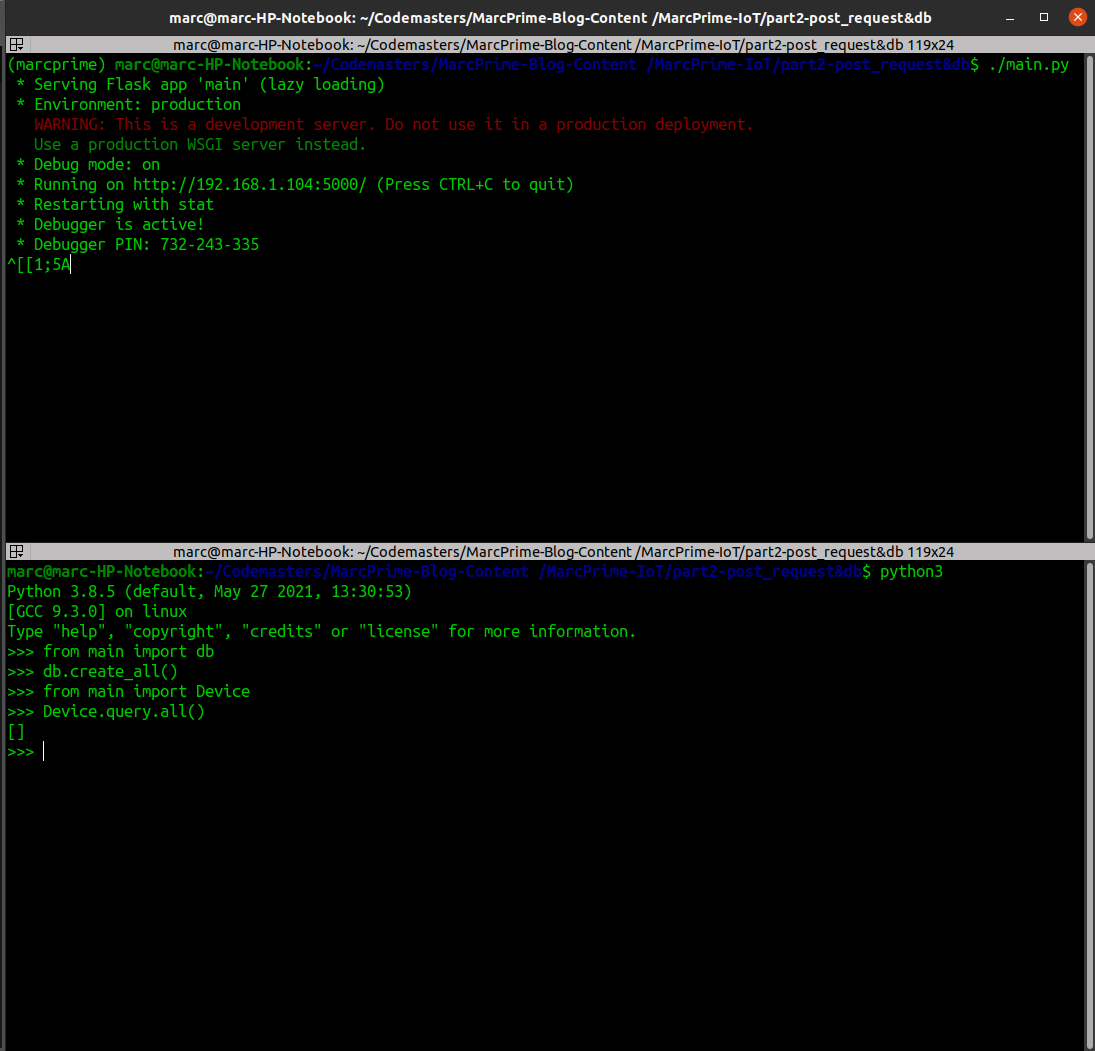 marc@marc-HP-Notebook: ~/Codemasters/MarcPrime-Blog-Content /MarcPrime-IoT/part2-post_request&db
marc@marc-HP-Notebook: ~/Codemasters/MarcPrime-Blog-Content /MarcPrime-IoT/part2-post_request&db 119x24
(marcprime) marc@marc-HP-Notebook:~/Codemasters/MarcPrime-Blog-Content /MarcPrime-IoT/part2-post_request&db$ ./main.py
* Serving Flask app 'main' (lazy loading)
* Environment: production
WARNING: This is a development server. Do not use it in a production deployment.
Use a production WSGI server instead.
* Debug mode: on
* Running on http://192.168.1.104:5000/ (Press CTRL+C to quit)
* Restarting with stat
* Debugger is active!
* Debugger PIN: 732-243-335
^[[1;5A
marc@marc-HP-Notebook: ~/Codemasters/MarcPrime-Blog-Content /MarcPrime-IoT/part2-post_request&db 119x24
marc@marc-HP-Notebook:~/Codemasters/MarcPrime-Blog-Content /MarcPrime-IoT/part2-post_request&db$ python3
Python 3.8.5 (default, May 27 2021, 13:30:53)
[GCC 9.3.0] on linux
Type "help", "copyright", "credits" or "license" for more information.
>>> from main import db
>>> db.create_all()
>>> from main import Device
>>> Device.query.all()
[]
>>>